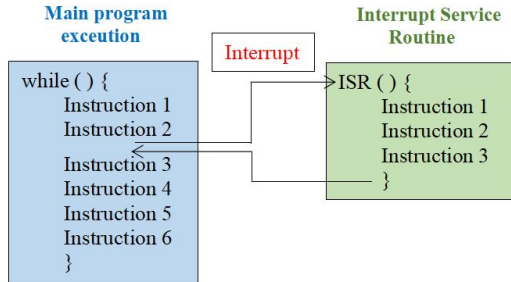 Main program
exceution
while ( ) {
Instruction 1
Instruction 2
Instruction 3
Instruction 4
Instruction 5
Instruction 6
}
Interrupt
Interrupt Service
Routine
ISR ( ) {
Instruction 1
Instruction 2
Instruction 3
}